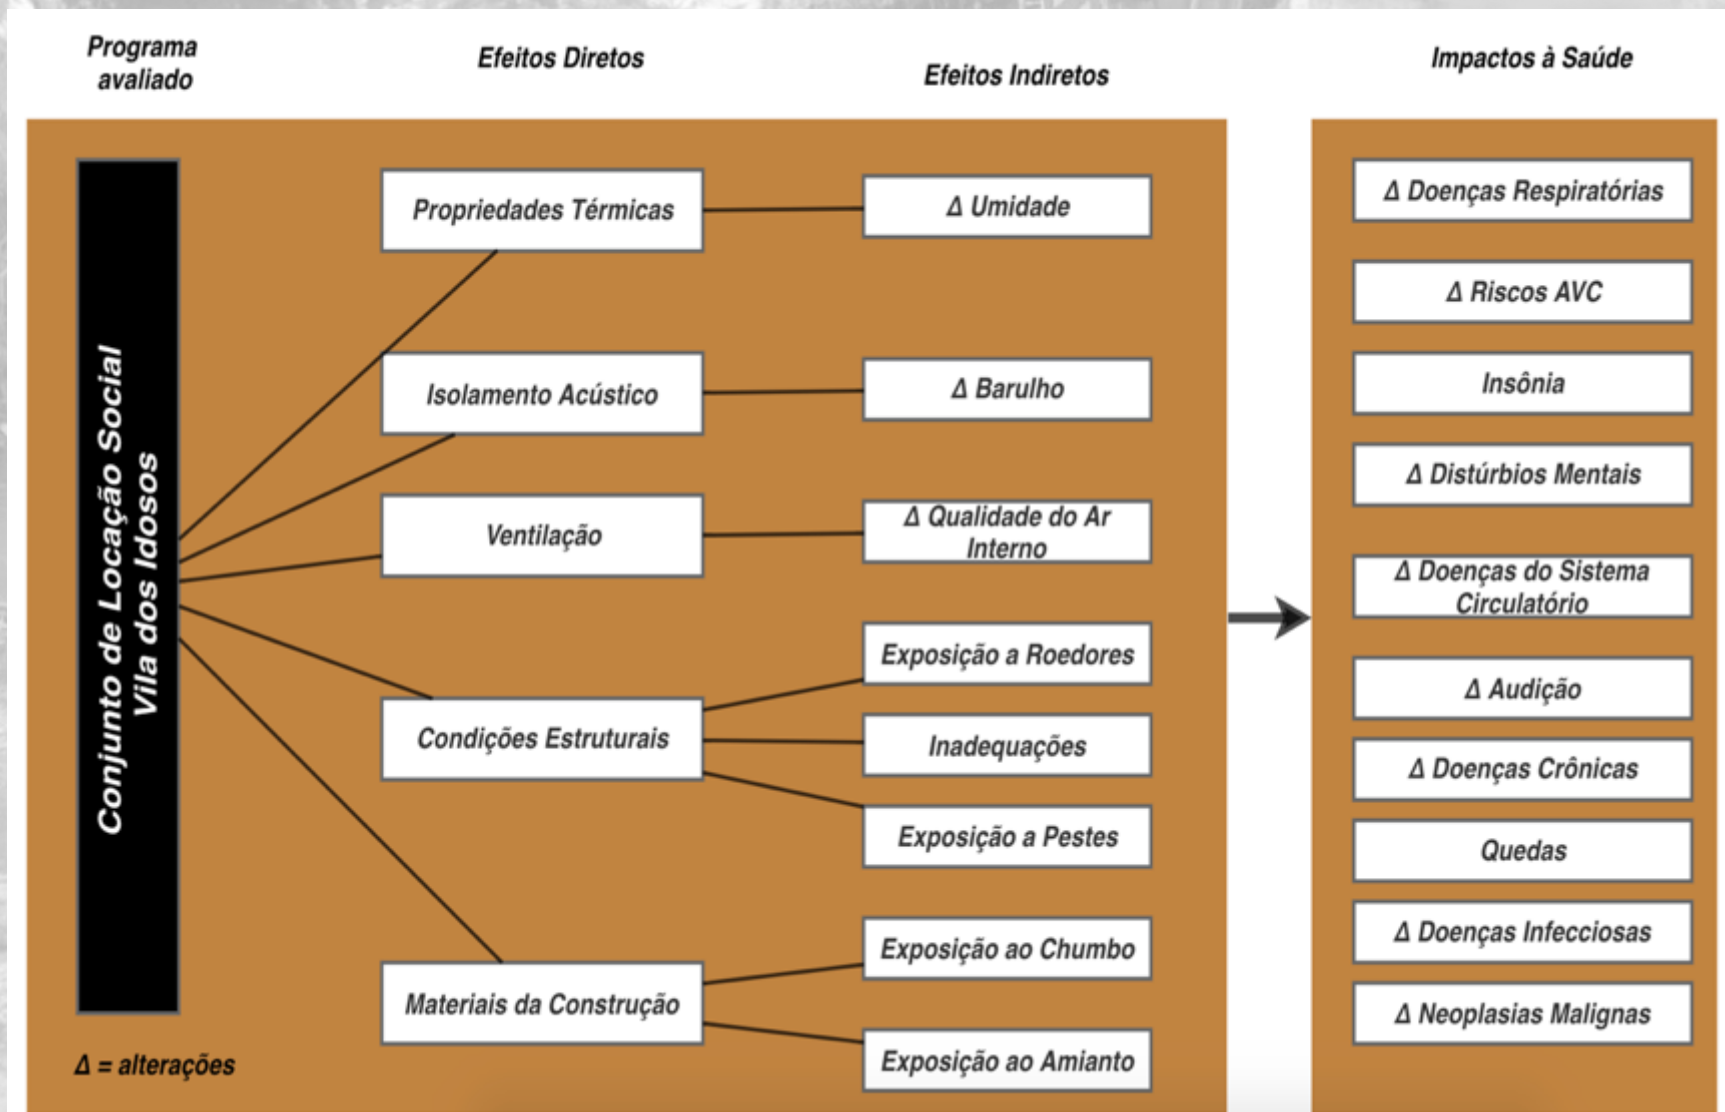 Programa
avaliado
Efeitos Diretos
Efeitos Indiretos
Impactos à Saúde
Conjunto de Locação Social
Vila dos Idosos
Propriedades Térmicas
Isolamento Acústico
Ventilação
Condições Estruturais
Materiais da Construção
Δ Umidade
Δ Barulho
Δ Qualidade do Ar
Interno
Exposição a Roedores
Inadequações
Exposição a Pestes
Exposição ao Chumbo
Exposição ao Amianto
Δ Doenças Respiratórias
Δ Riscos AVC
Insônia
Δ Distúrbios Mentais
Δ Doenças do Sistema
Circulatório
Δ Audição
Δ Doenças Crônicas
Quedas
Δ Doenças Infecciosas
Δ Neoplasias Malignas
Δ = alterações